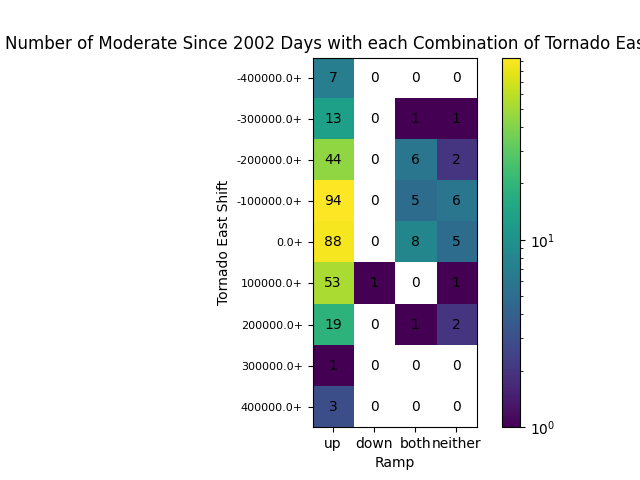 Number of Moderate Since 2002 Days with each Combination of Tornado Eas
Tornado East Shift
-400000.0+ 7 0 0 0
-300000.0+ 13 0 1 1
-200000.0+ 44 0 6 2
-100000.0+ 94 0 5 6
0.0+ 88 0 8 5
100000.0+ 53 1 0 1
200000.0+ 19 0 1 2
300000.0+ 1 0 0 0
400000.0+ 3 0 0 0
up down both neither
Ramp
10¹
10⁰